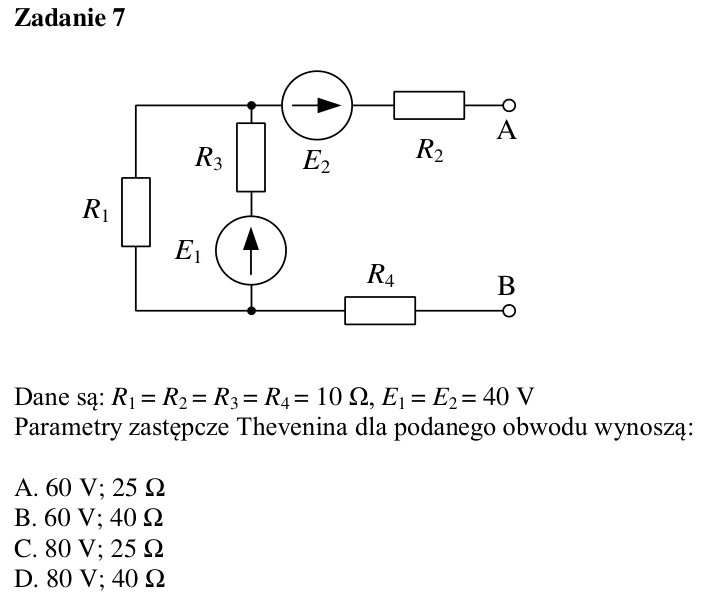 Zadanie 7
A
R3
E2
R2
R1
E1
R4
B
Dane są: R1 = R2 = R3 = R4 = 10 Ω, E1 = E2 = 40 V
Parametry zastępcze Thevenina dla podanego obwodu wynoszą:
A. 60 V; 25 Ω
B. 60 V; 40 Ω
C. 80 V; 25 Ω
D. 80 V; 40 Ω